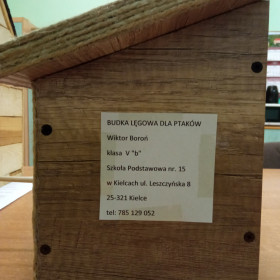 BUDKA LĘGOWA DLA PTAKÓW
Wiktor Boroń
klasa V "b"
Szkoła Podstawowa nr. 15
w Kielcach ul. Leszczyńska 8
25-321 Kielce
tel: 785 129 052